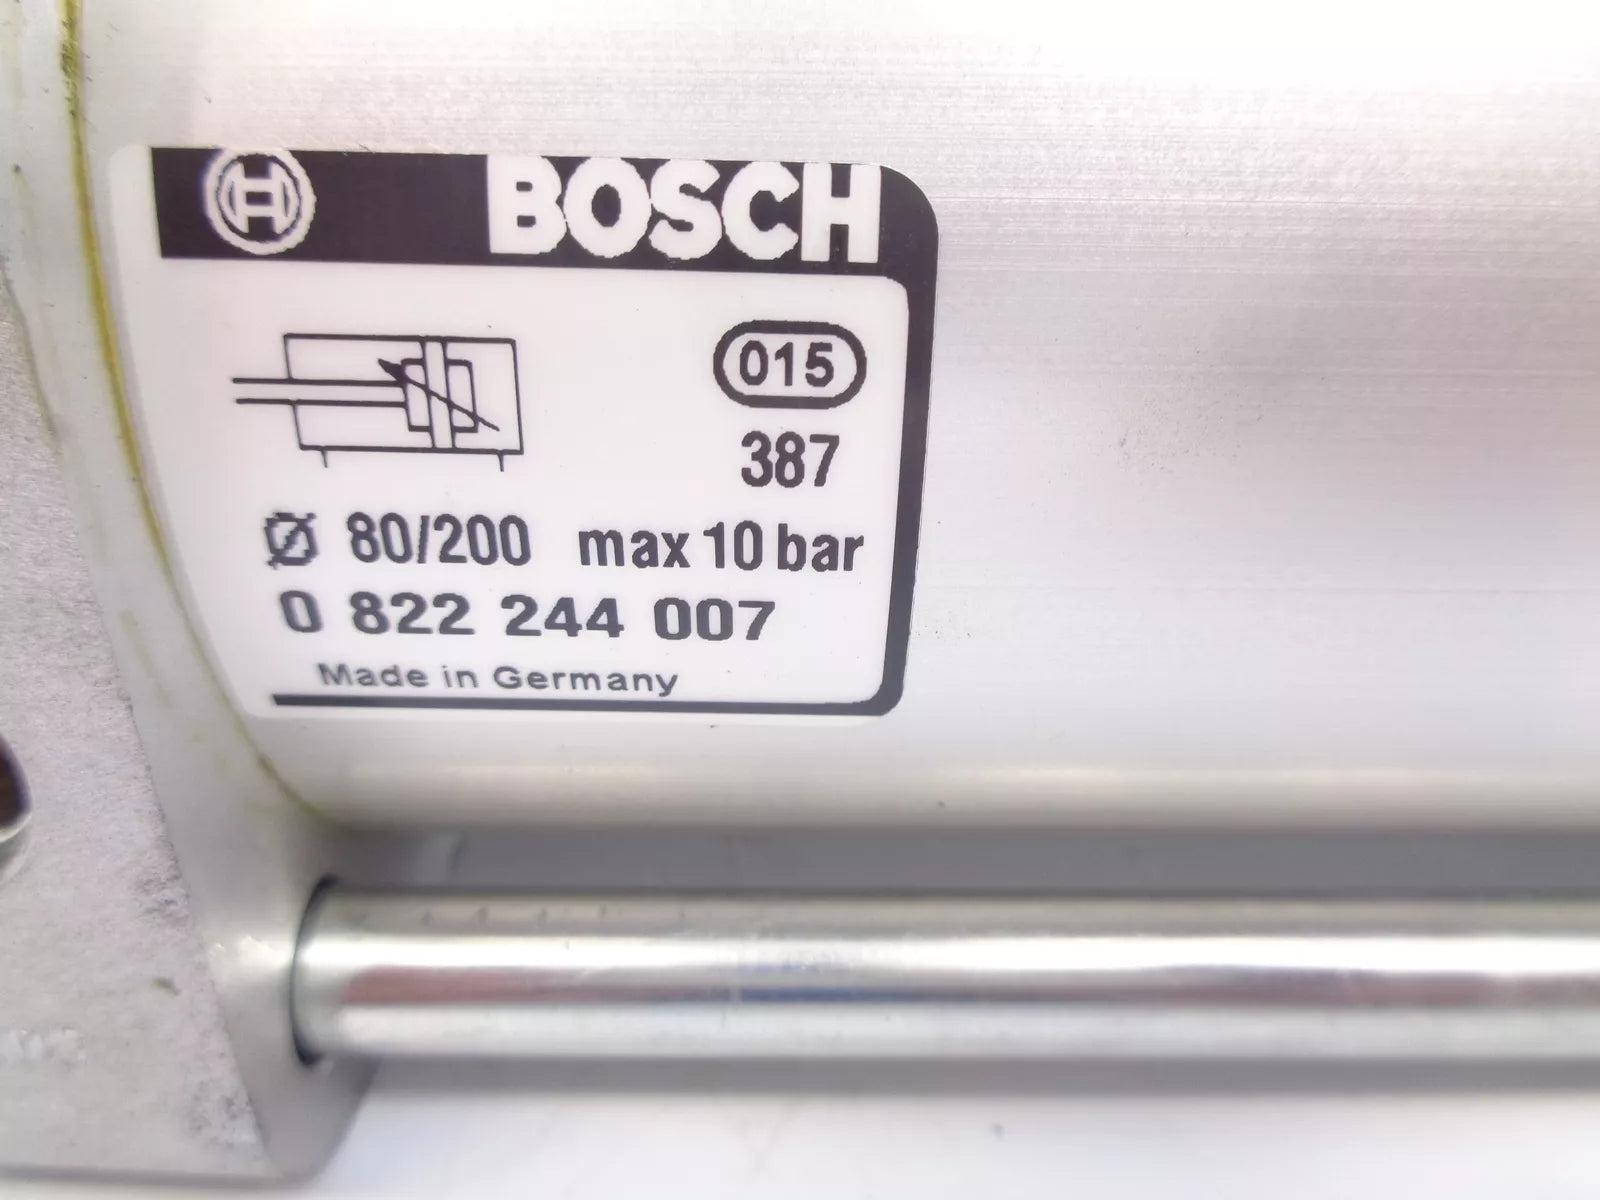 BOSCH
015
387
Ø 80/200 max 10 bar
0 822 244 007
Made in Germany